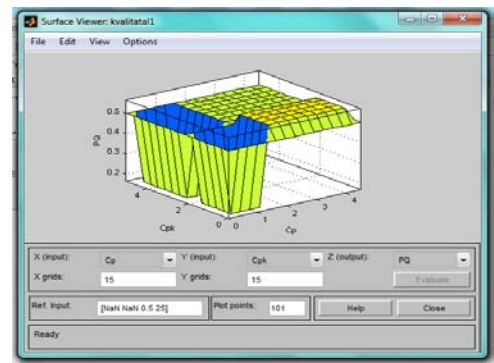 Surface Viewer: kvalitatal1
File Edit View Options
0.5
0.4
0.3
0.2
PQ
4
2
0
Cpk
0
1
2
3
4
Cp
X (input): Cp Y (input): Cpk Z (output): PQ
X grids: 15 Y grids: 15 Evaluate
Ref. Input: [NaN NaN 0.5 25] Plot points: 101 Help Close
Ready